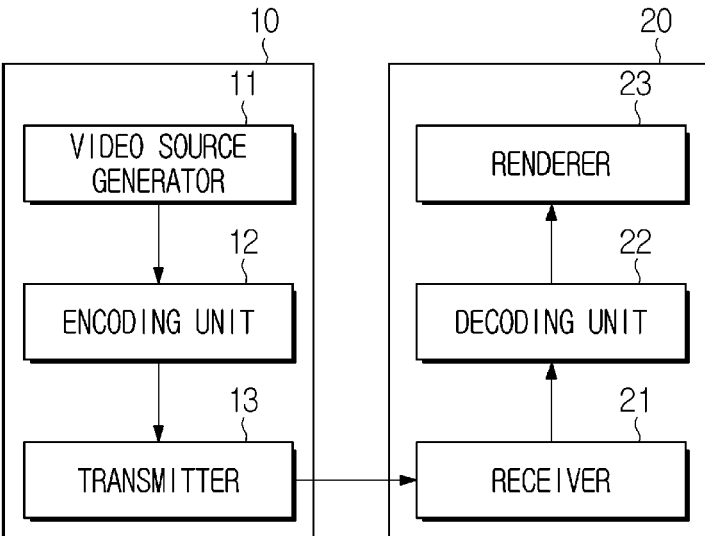 10
11
VIDEO SOURCE
GENERATOR
12
ENCODING UNIT
13
TRANSMITTER
20
23
RENDERER
22
DECODING UNIT
21
RECEIVER